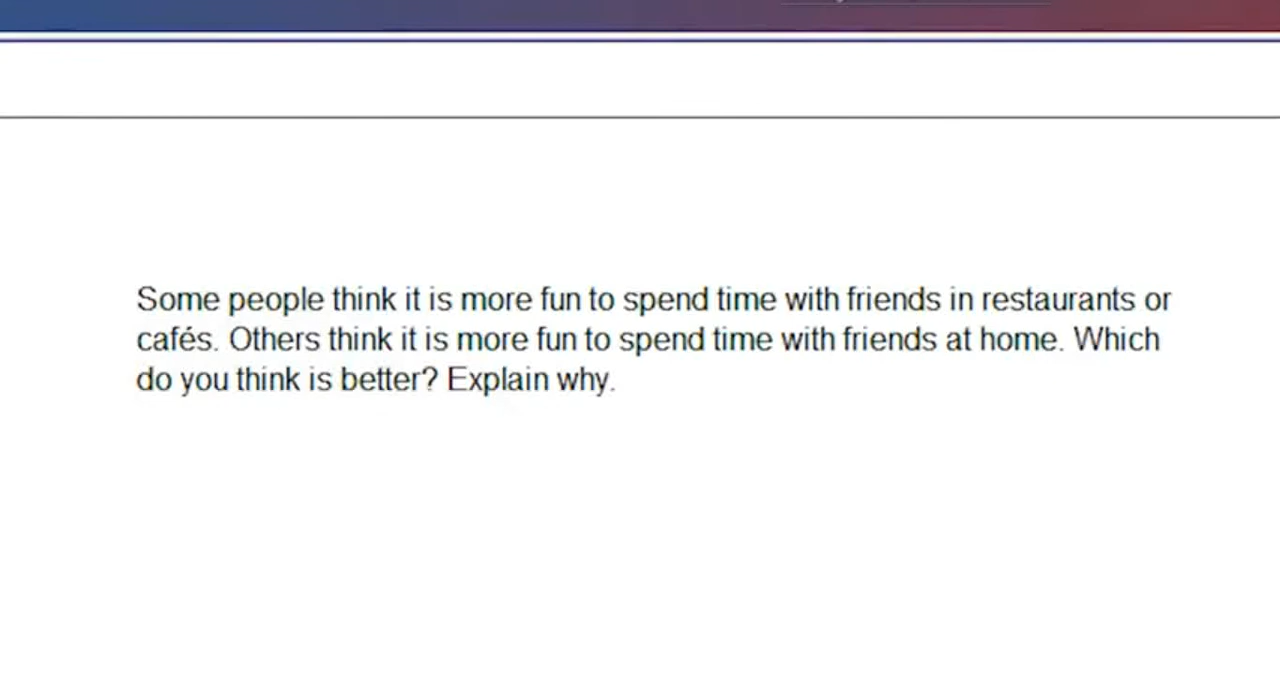 Some people think it is more fun to spend time with friends in restaurants or
cafés. Others think it is more fun to spend time with friends at home. Which
do you think is better? Explain why.